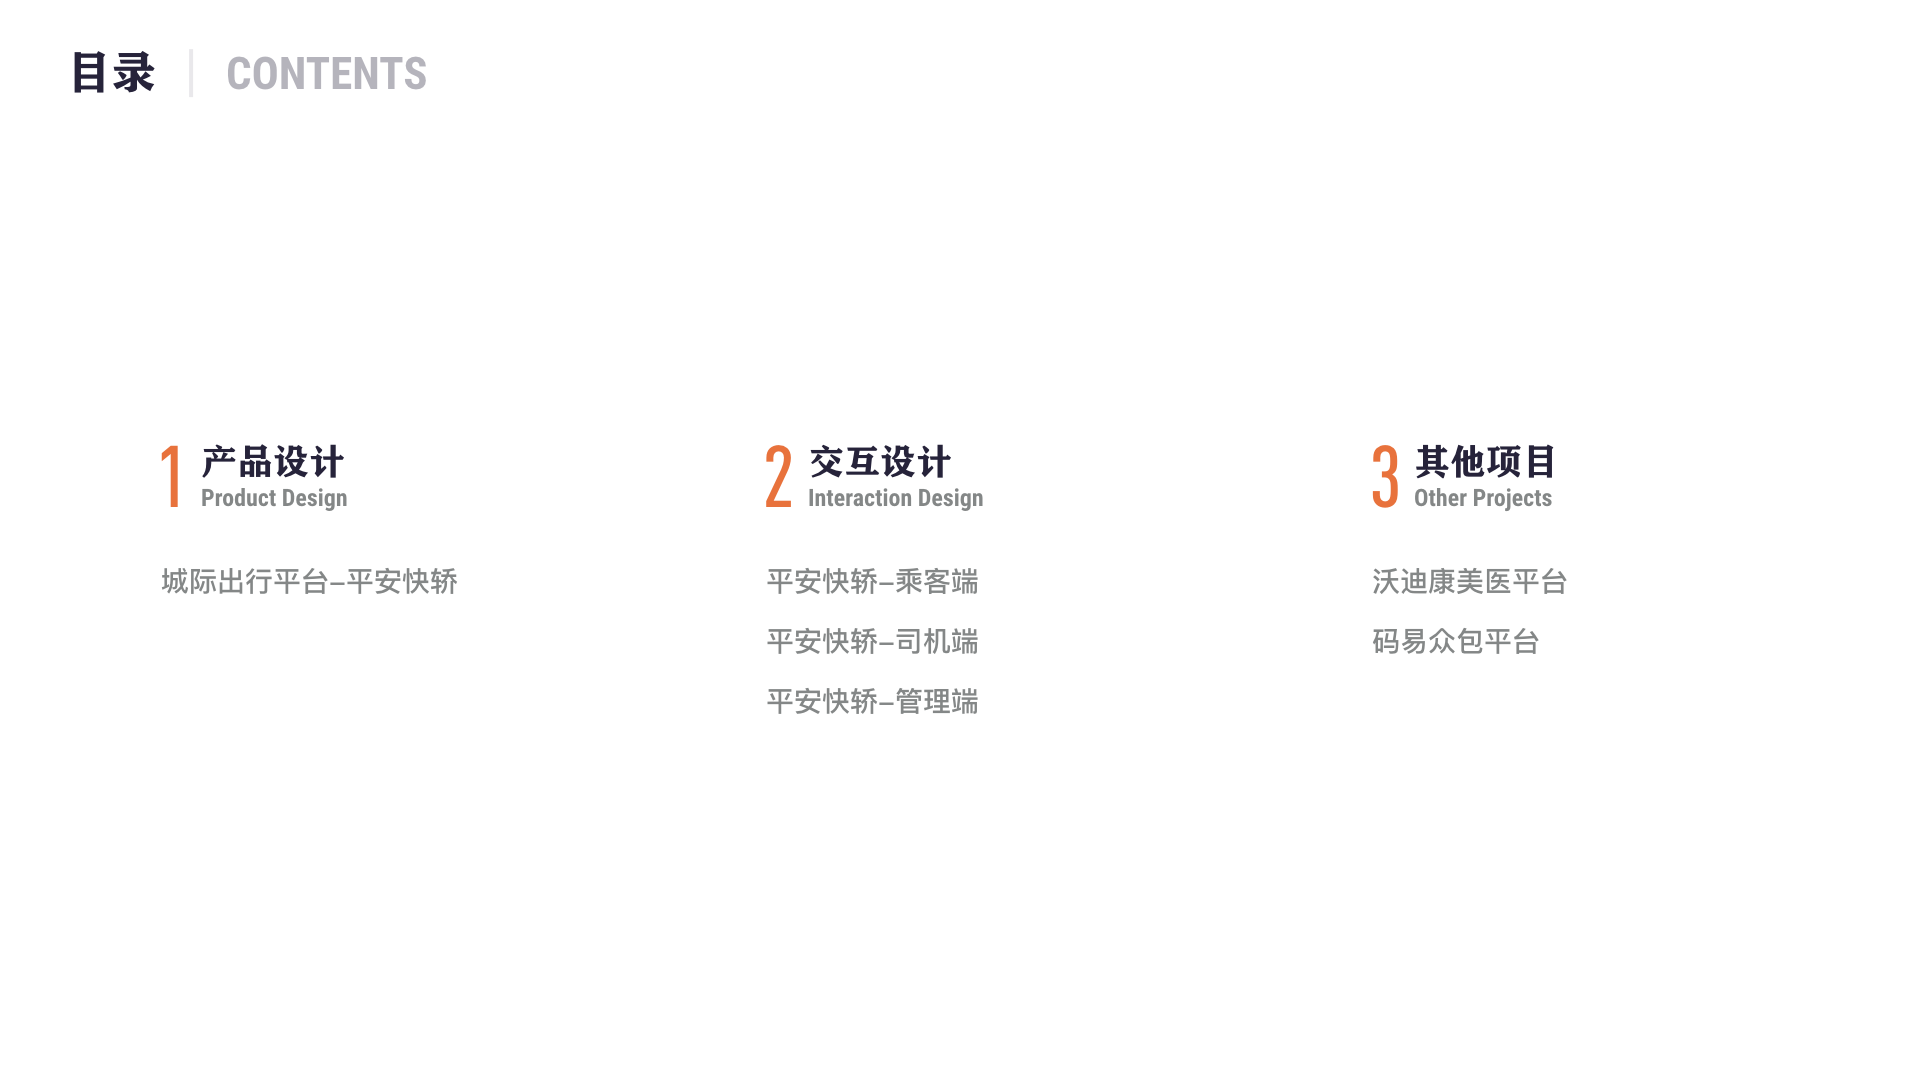 目录 CONTENTS
1 产品设计
Product Design
城际出行平台–平安快轿
2 交互设计
Interaction Design
平安快轿–乘客端
平安快轿–司机端
平安快轿–管理端
3 其他项目
Other Projects
沃迪康美医平台
码易众包平台